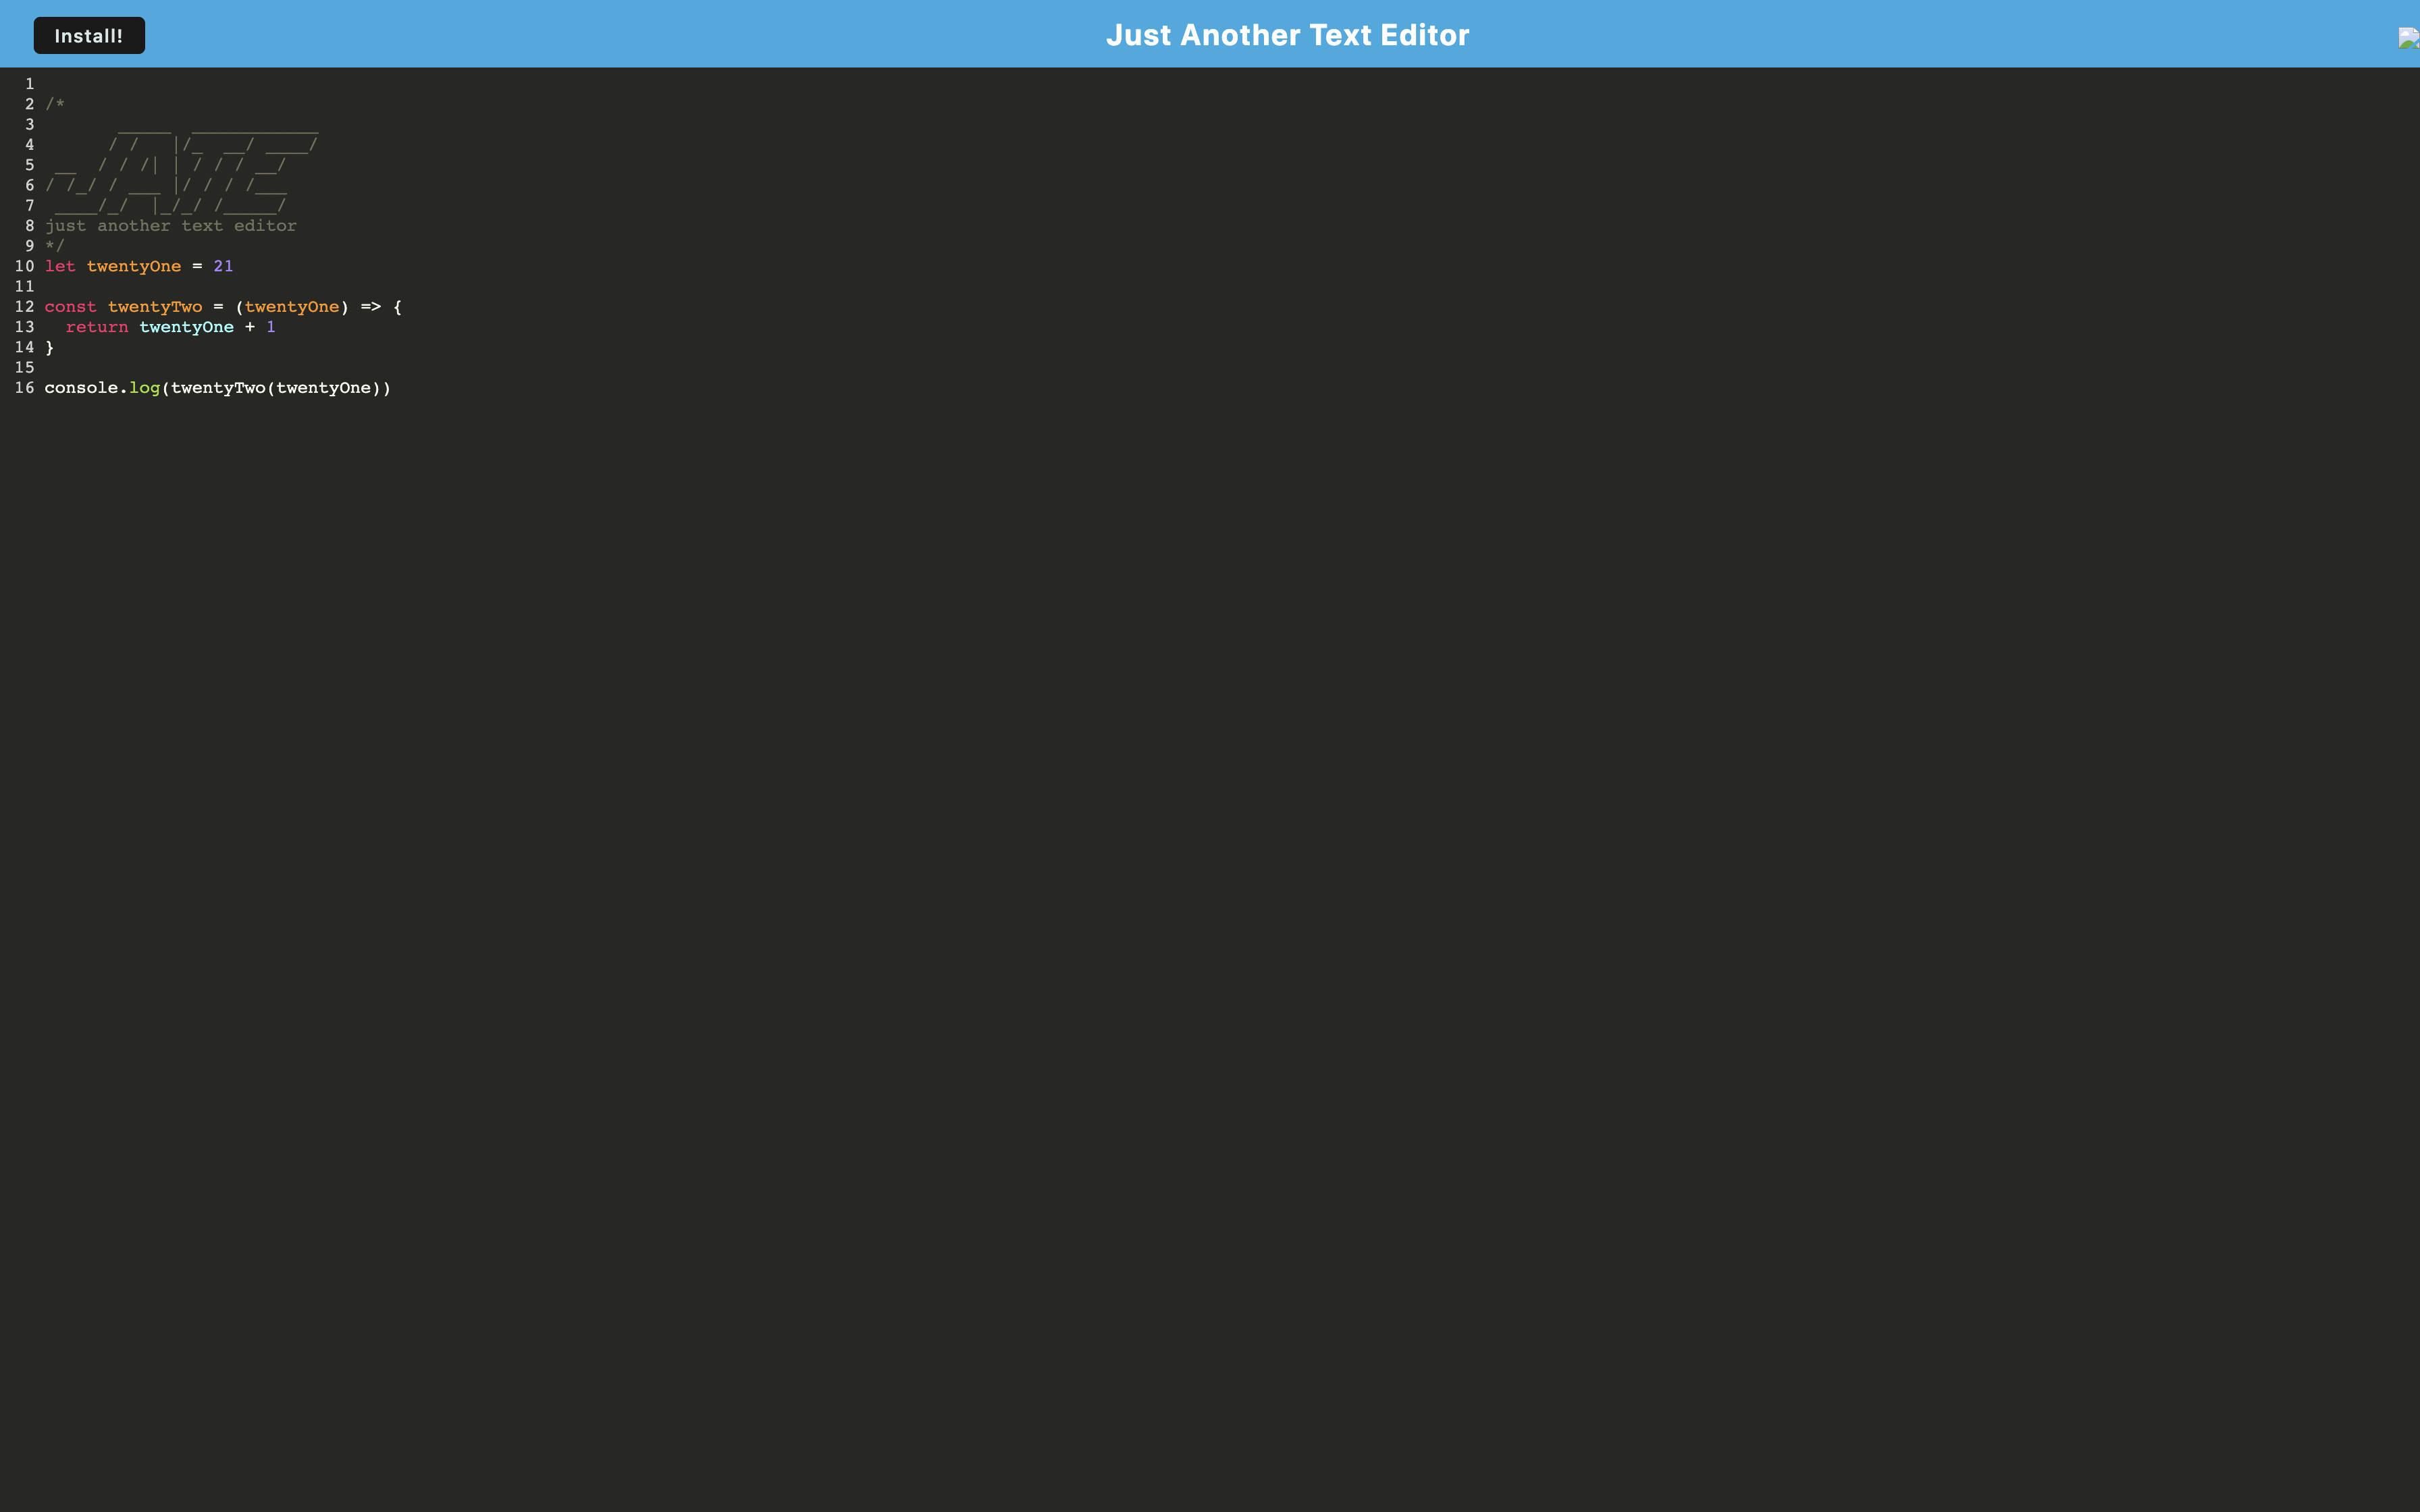 Install!
Just Another Text Editor
1
2 /*
3        _____  ____________
4       / /   |/_  __/ ____/
5  __  / / /| | / / / __/
6 / /_/ / ___ |/ / / /___
7  ____/_/  |_/_/ /_____/
8 just another text editor
9 */
10 let twentyOne = 21
11
12 const twentyTwo = (twentyOne) => {
13   return twentyOne + 1
14 }
15
16 console.log(twentyTwo(twentyOne))